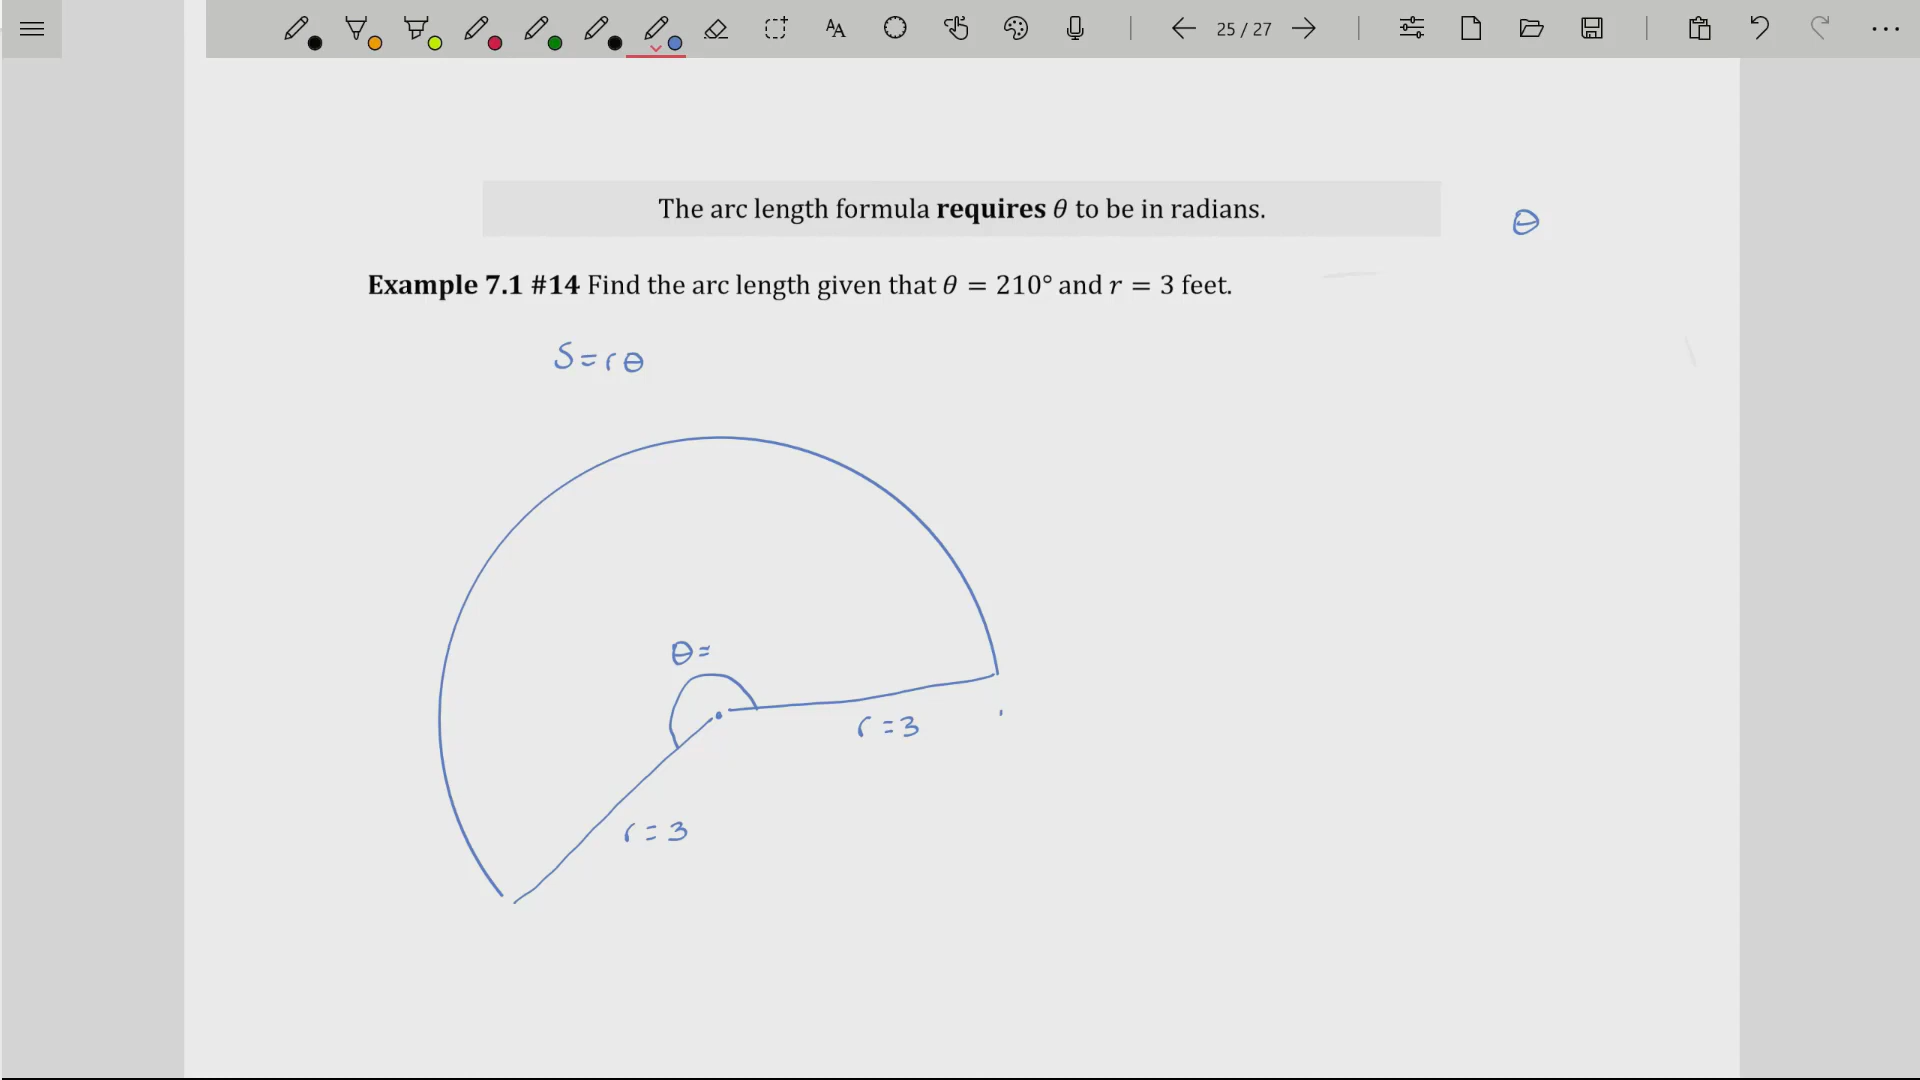 25 / 27
The arc length formula requires θ to be in radians.
θ
Example 7.1 #14 Find the arc length given that θ = 210° and r = 3 feet.
S = r θ
θ =
r = 3
r = 3